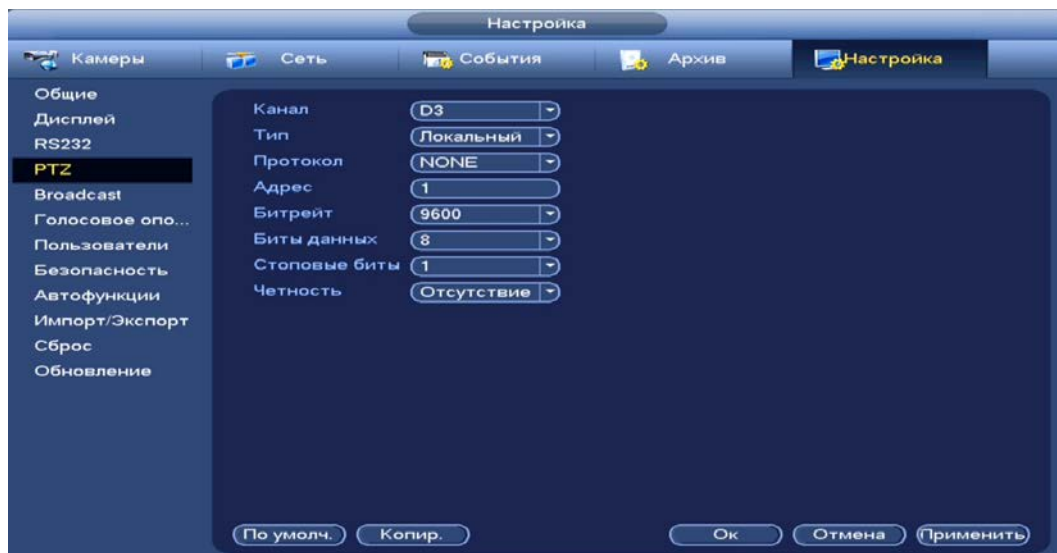 Настройка
Камеры Сеть События Архив Настройка
Общие
Дисплей
RS232
PTZ
Broadcast
Голосовое опо...
Пользователи
Безопасность
Автофункции
Импорт/Экспорт
Сброс
Обновление
Канал D3
Тип Локальный
Протокол NONE
Адрес 1
Битрейт 9600
Биты данных 8
Стоповые биты 1
Четность Отсутствие
По умолч. Копир. Ок Отмена Применить